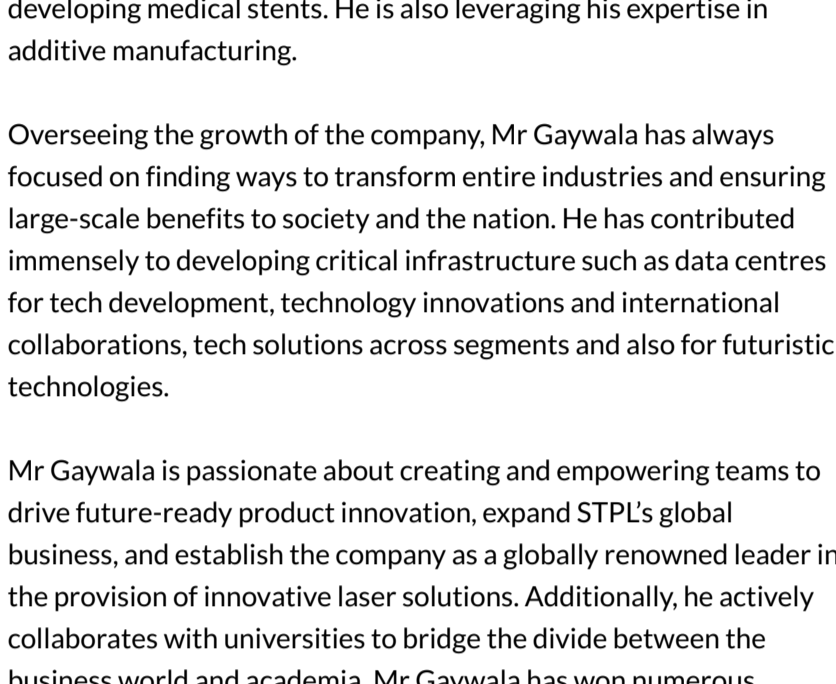 developing medical stents. He is also leveraging his expertise in
additive manufacturing.
Overseeing the growth of the company, Mr Gaywala has always
focused on finding ways to transform entire industries and ensuring
large-scale benefits to society and the nation. He has contributed
immensely to developing critical infrastructure such as data centres
for tech development, technology innovations and international
collaborations, tech solutions across segments and also for futuristic
technologies.
Mr Gaywala is passionate about creating and empowering teams to
drive future-ready product innovation, expand STPL’s global
business, and establish the company as a globally renowned leader in
the provision of innovative laser solutions. Additionally, he actively
collaborates with universities to bridge the divide between the
business world and academia. Mr Gaywala has won numerous